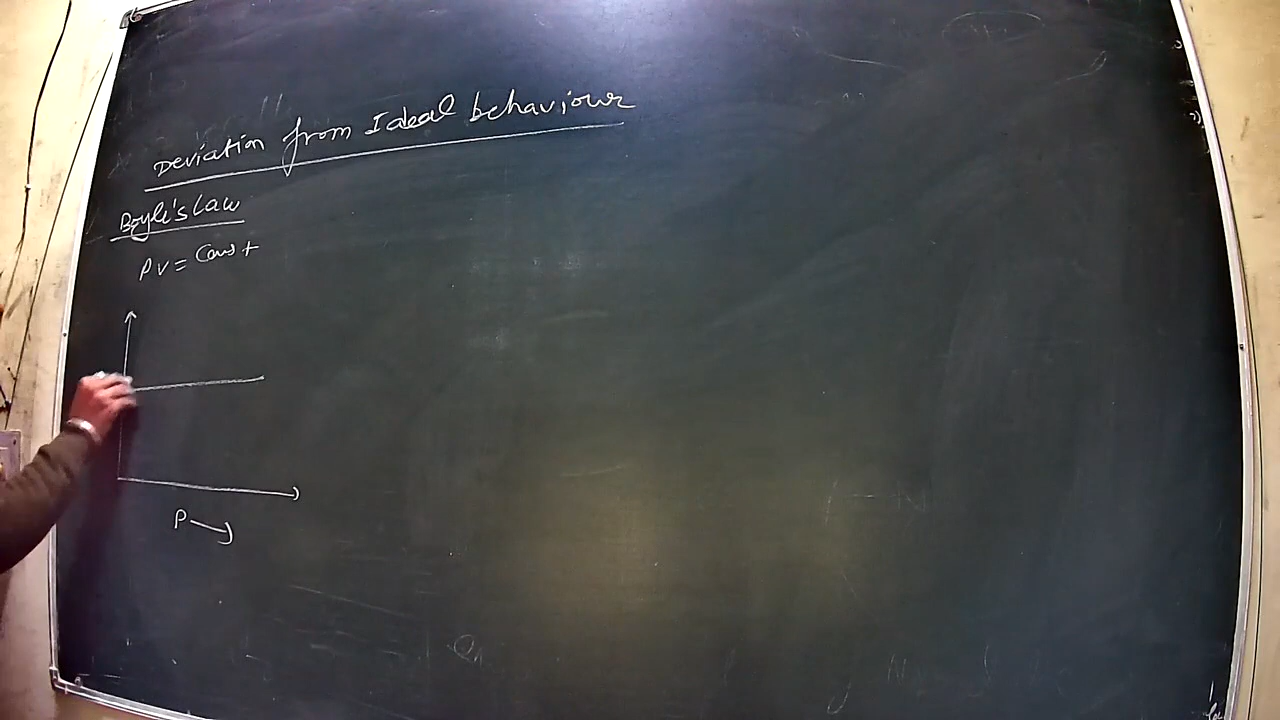 Deviation from Ideal behaviour
Boyle's Law
PV = Const
P →